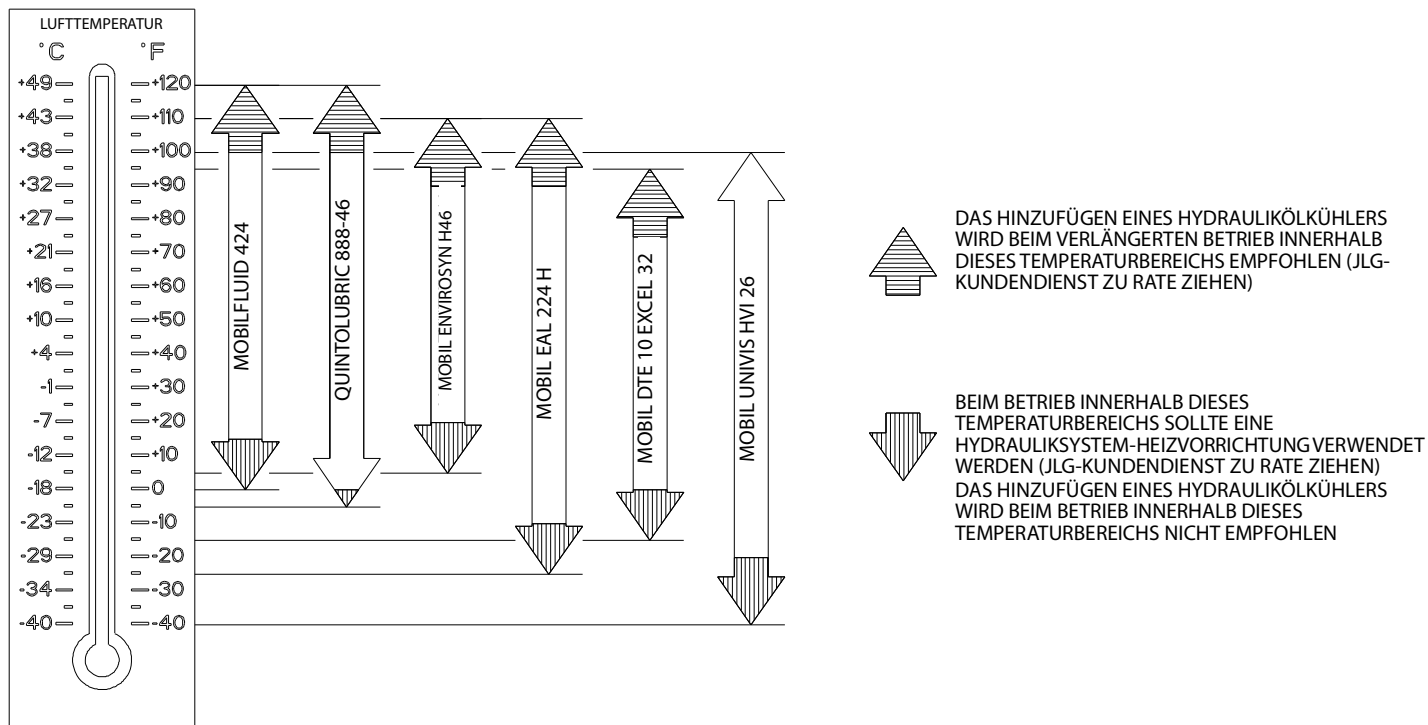 LUFTTEMPERATUR
°C °F
+49 +120
+43 +110
+38 +100
+32 +90
+27 +80
+21 +70
+16 +60
+10 +50
+4 +40
-1 +30
-7 +20
-12 +10
-18 0
-23 -10
-29 -20
-34 -30
-40 -40
MOBILFLUID 424
QUINTOLUBRIC 888-46
MOBIL ENVIROSYN H46
MOBIL EAL 224 H
MOBIL DTE 10 EXCEL 32
MOBIL UNIVIS HVI 26
DAS HINZUFÜGEN EINES HYDRAULIKÖLKÜHLERS
WIRD BEIM VERLÄNGERTEN BETRIEB INNERHALB
DIESES TEMPERATURBEREICHS EMPFOHLEN (JLG-
KUNDENDIENST ZU RATE ZIEHEN)
BEIM BETRIEB INNERHALB DIESES
TEMPERATURBEREICHS SOLLTE EINE
HYDRAULIKSYSTEM-HEIZVORRICHTUNG VERWENDET
WERDEN (JLG-KUNDENDIENST ZU RATE ZIEHEN)
DAS HINZUFÜGEN EINES HYDRAULIKÖLKÜHLERS
WIRD BEIM BETRIEB INNERHALB DIESES
TEMPERATURBEREICHS NICHT EMPFOHLEN